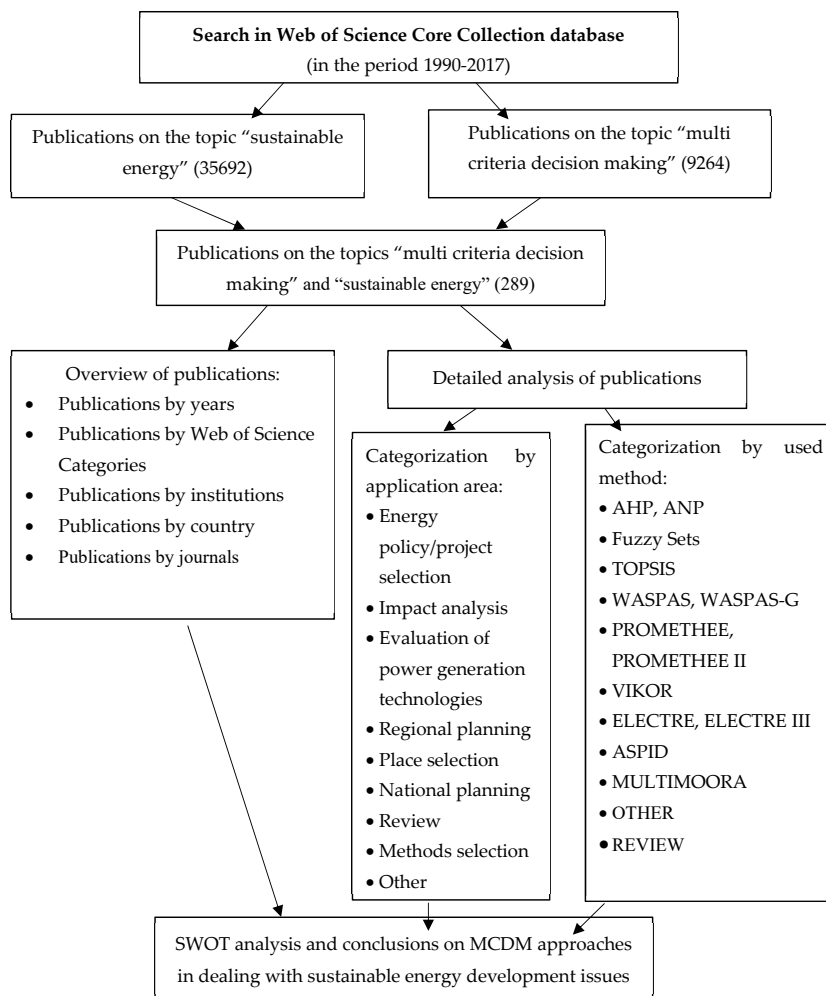 Search in Web of Science Core Collection database
(in the period 1990-2017)
Publications on the topic “sustainable
energy” (35692)
Publications on the topic “multi
criteria decision making” (9264)
Publications on the topics “multi criteria decision
making” and “sustainable energy” (289)
Overview of publications:
• Publications by years
• Publications by Web of Science
Categories
• Publications by institutions
• Publications by country
• Publications by journals
Detailed analysis of publications
Categorization by
application area:
• Energy
policy/project
selection
• Impact analysis
• Evaluation of
power generation
technologies
• Regional planning
• Place selection
• National planning
• Review
• Methods selection
• Other
Categorization by used
method:
• AHP, ANP
• Fuzzy Sets
• TOPSIS
• WASPAS, WASPAS-G
• PROMETHEE,
PROMETHEE II
• VIKOR
• ELECTRE, ELECTRE III
• ASPID
• MULTIMOORA
• OTHER
• REVIEW
SWOT analysis and conclusions on MCDM approaches
in dealing with sustainable energy development issues